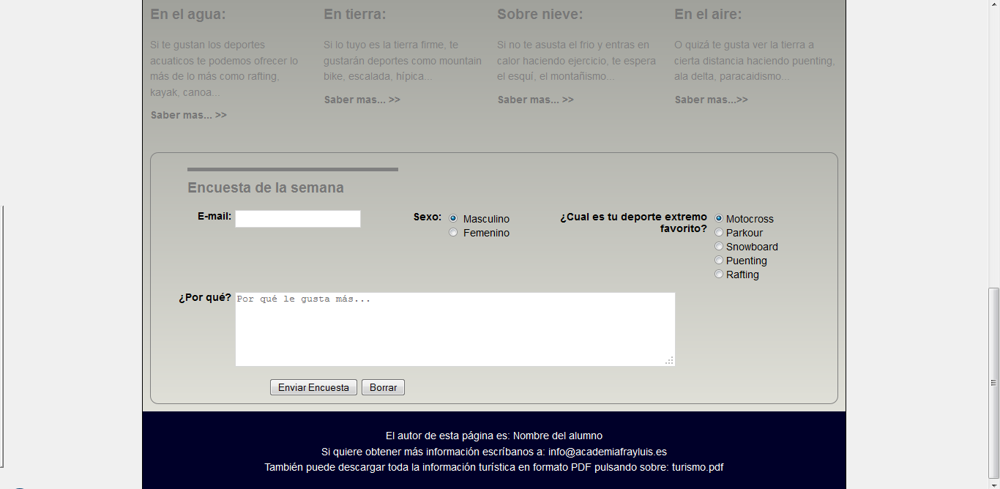 En el agua:
Si te gustan los deportes
acuaticos te podemos ofrecer lo
más de lo más como rafting,
kayak, canoa...
Saber mas... >>
En tierra:
Si lo tuyo es la tierra firme, te
gustarán deportes como mountain
bike, escalada, hípica...
Saber mas... >>
Sobre nieve:
Si no te asusta el frio y entras en
calor haciendo ejercicio, te espera
el esquí, el montañismo...
Saber mas... >>
En el aire:
O quizá te gusta ver la tierra a
cierta distancia haciendo puenting,
ala delta, paracaidismo...
Saber mas...>>
Encuesta de la semana
E-mail:
Sexo:
Masculino
Femenino
¿Cual es tu deporte extremo
favorito?
Motocross
Parkour
Snowboard
Puenting
Rafting
¿Por qué?
Por qué le gusta más...
Enviar Encuesta
Borrar
El autor de esta página es: Nombre del alumno
Si quiere obtener más información escríbanos a: info@academiafrayluis.es
También puede descargar toda la información turística en formato PDF pulsando sobre: turismo.pdf